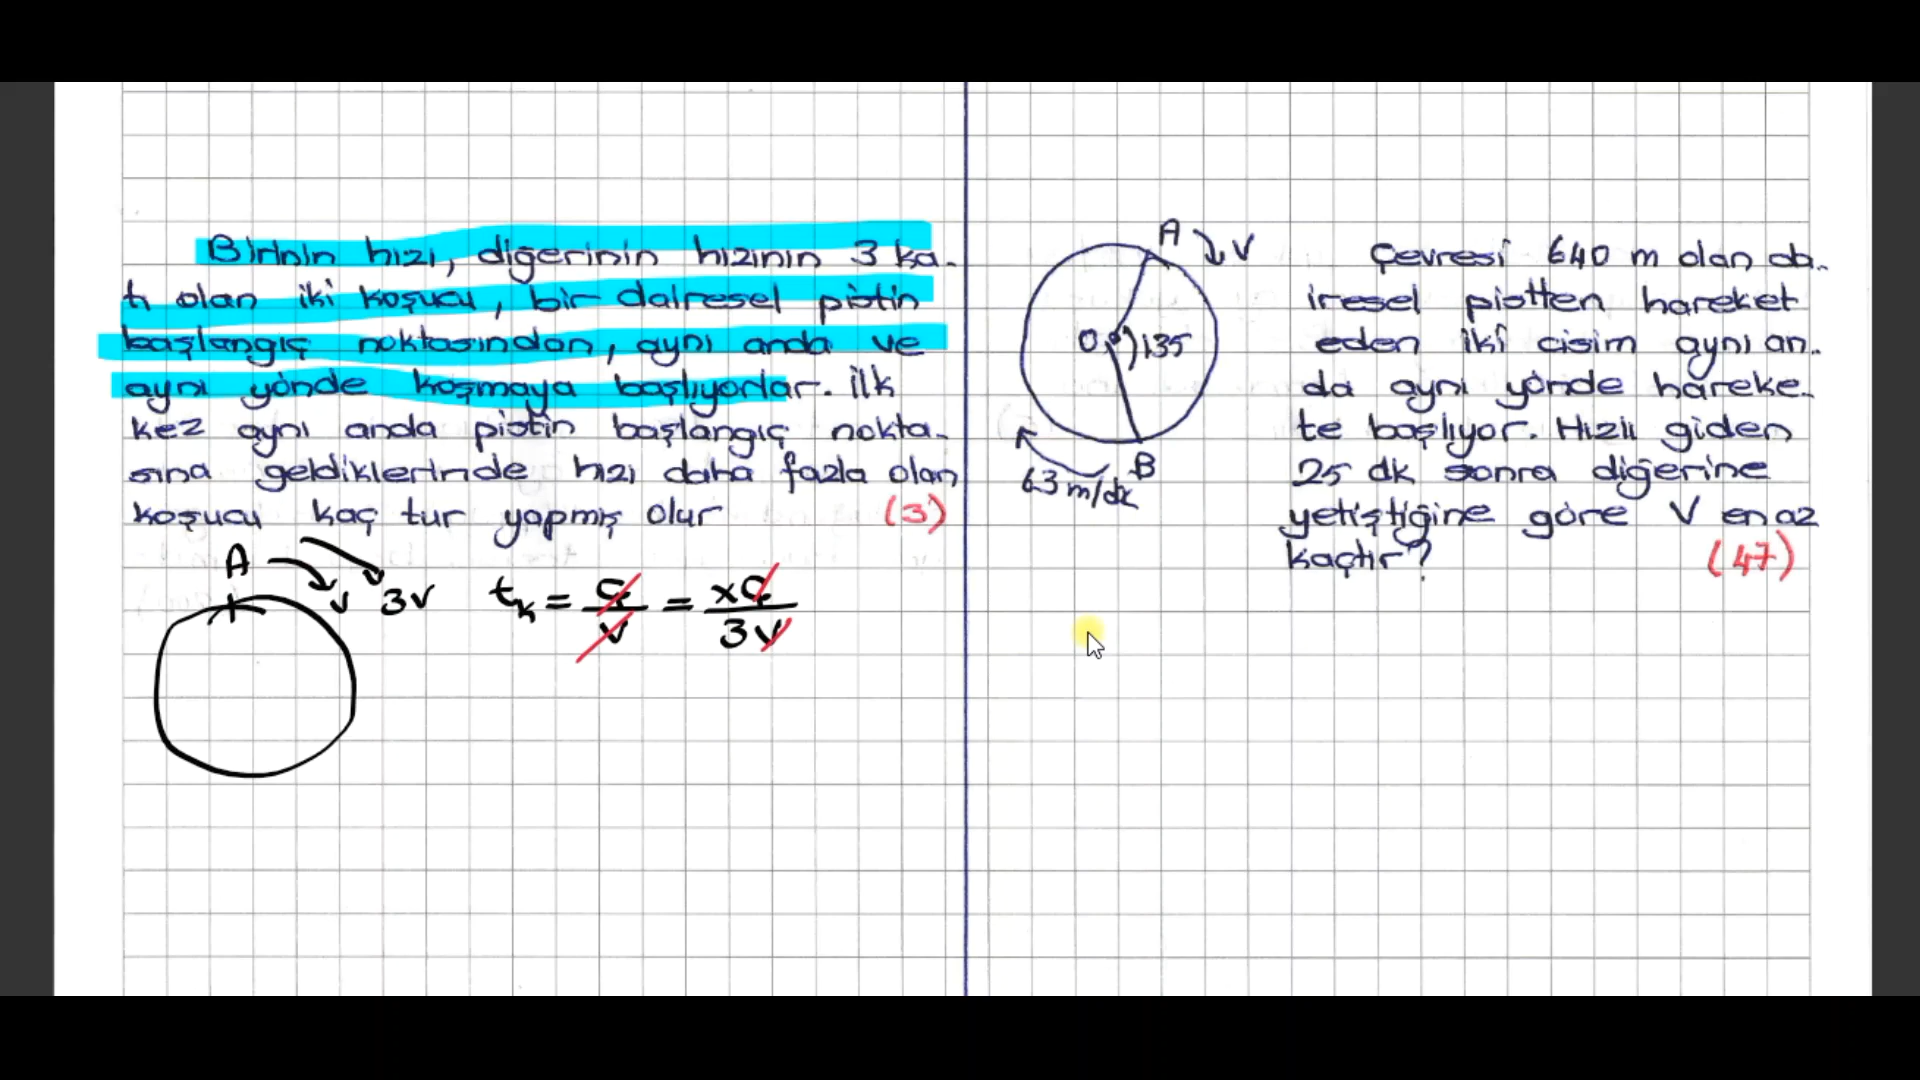 Birinin hızı, diğerinin hızının 3 ka-
tı olan iki koşucu, bir dairesel pistin
başlangıç noktasından, aynı anda ve
aynı yönde koşmaya başlıyorlar. İlk
kez aynı anda pistin başlangıç nokta-
sına geldiklerinde hızı daha fazla olan
koşucu kaç tur yapmış olur (3)
A
V 3V
tk = Ç/V = xÇ/3V
A V
O 135
B
63 m/dk
Çevresi 640 m olan da-
iresel pistten hareket
eden iki cisim aynı an-
da aynı yönde hareke-
te başlıyor. Hızlı giden
25 dk sonra diğerine
yetiştiğine göre V en az
kaçtır? (47)